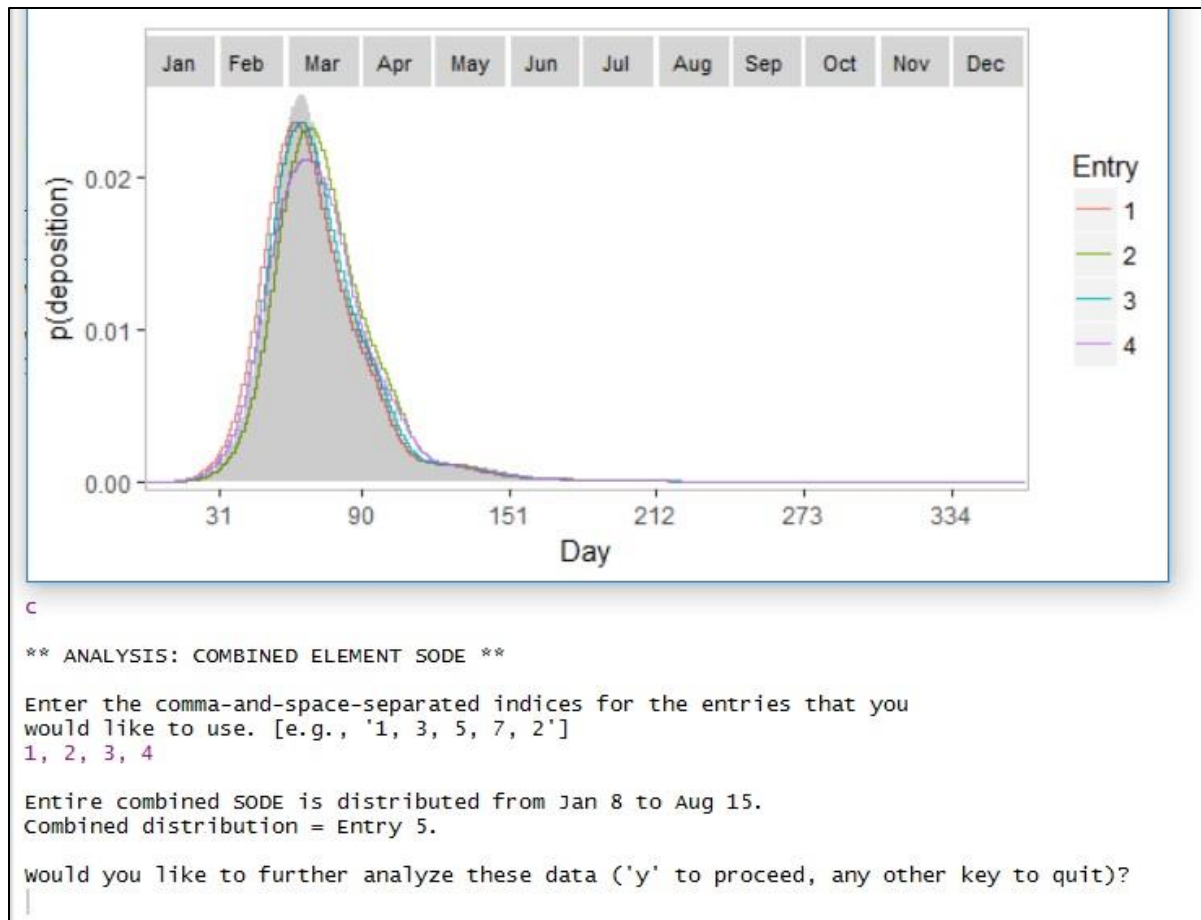 Jan Feb Mar Apr May Jun Jul Aug Sep Oct Nov Dec
p(deposition)
0.02
0.01
0.00
31 90 151 212 273 334
Day
Entry
1
2
3
4
c
** ANALYSIS: COMBINED ELEMENT SODE **
Enter the comma-and-space-separated indices for the entries that you
would like to use. [e.g., '1, 3, 5, 7, 2']
1, 2, 3, 4
Entire combined SODE is distributed from Jan 8 to Aug 15.
Combined distribution = Entry 5.
Would you like to further analyze these data ('y' to proceed, any other key to quit)?